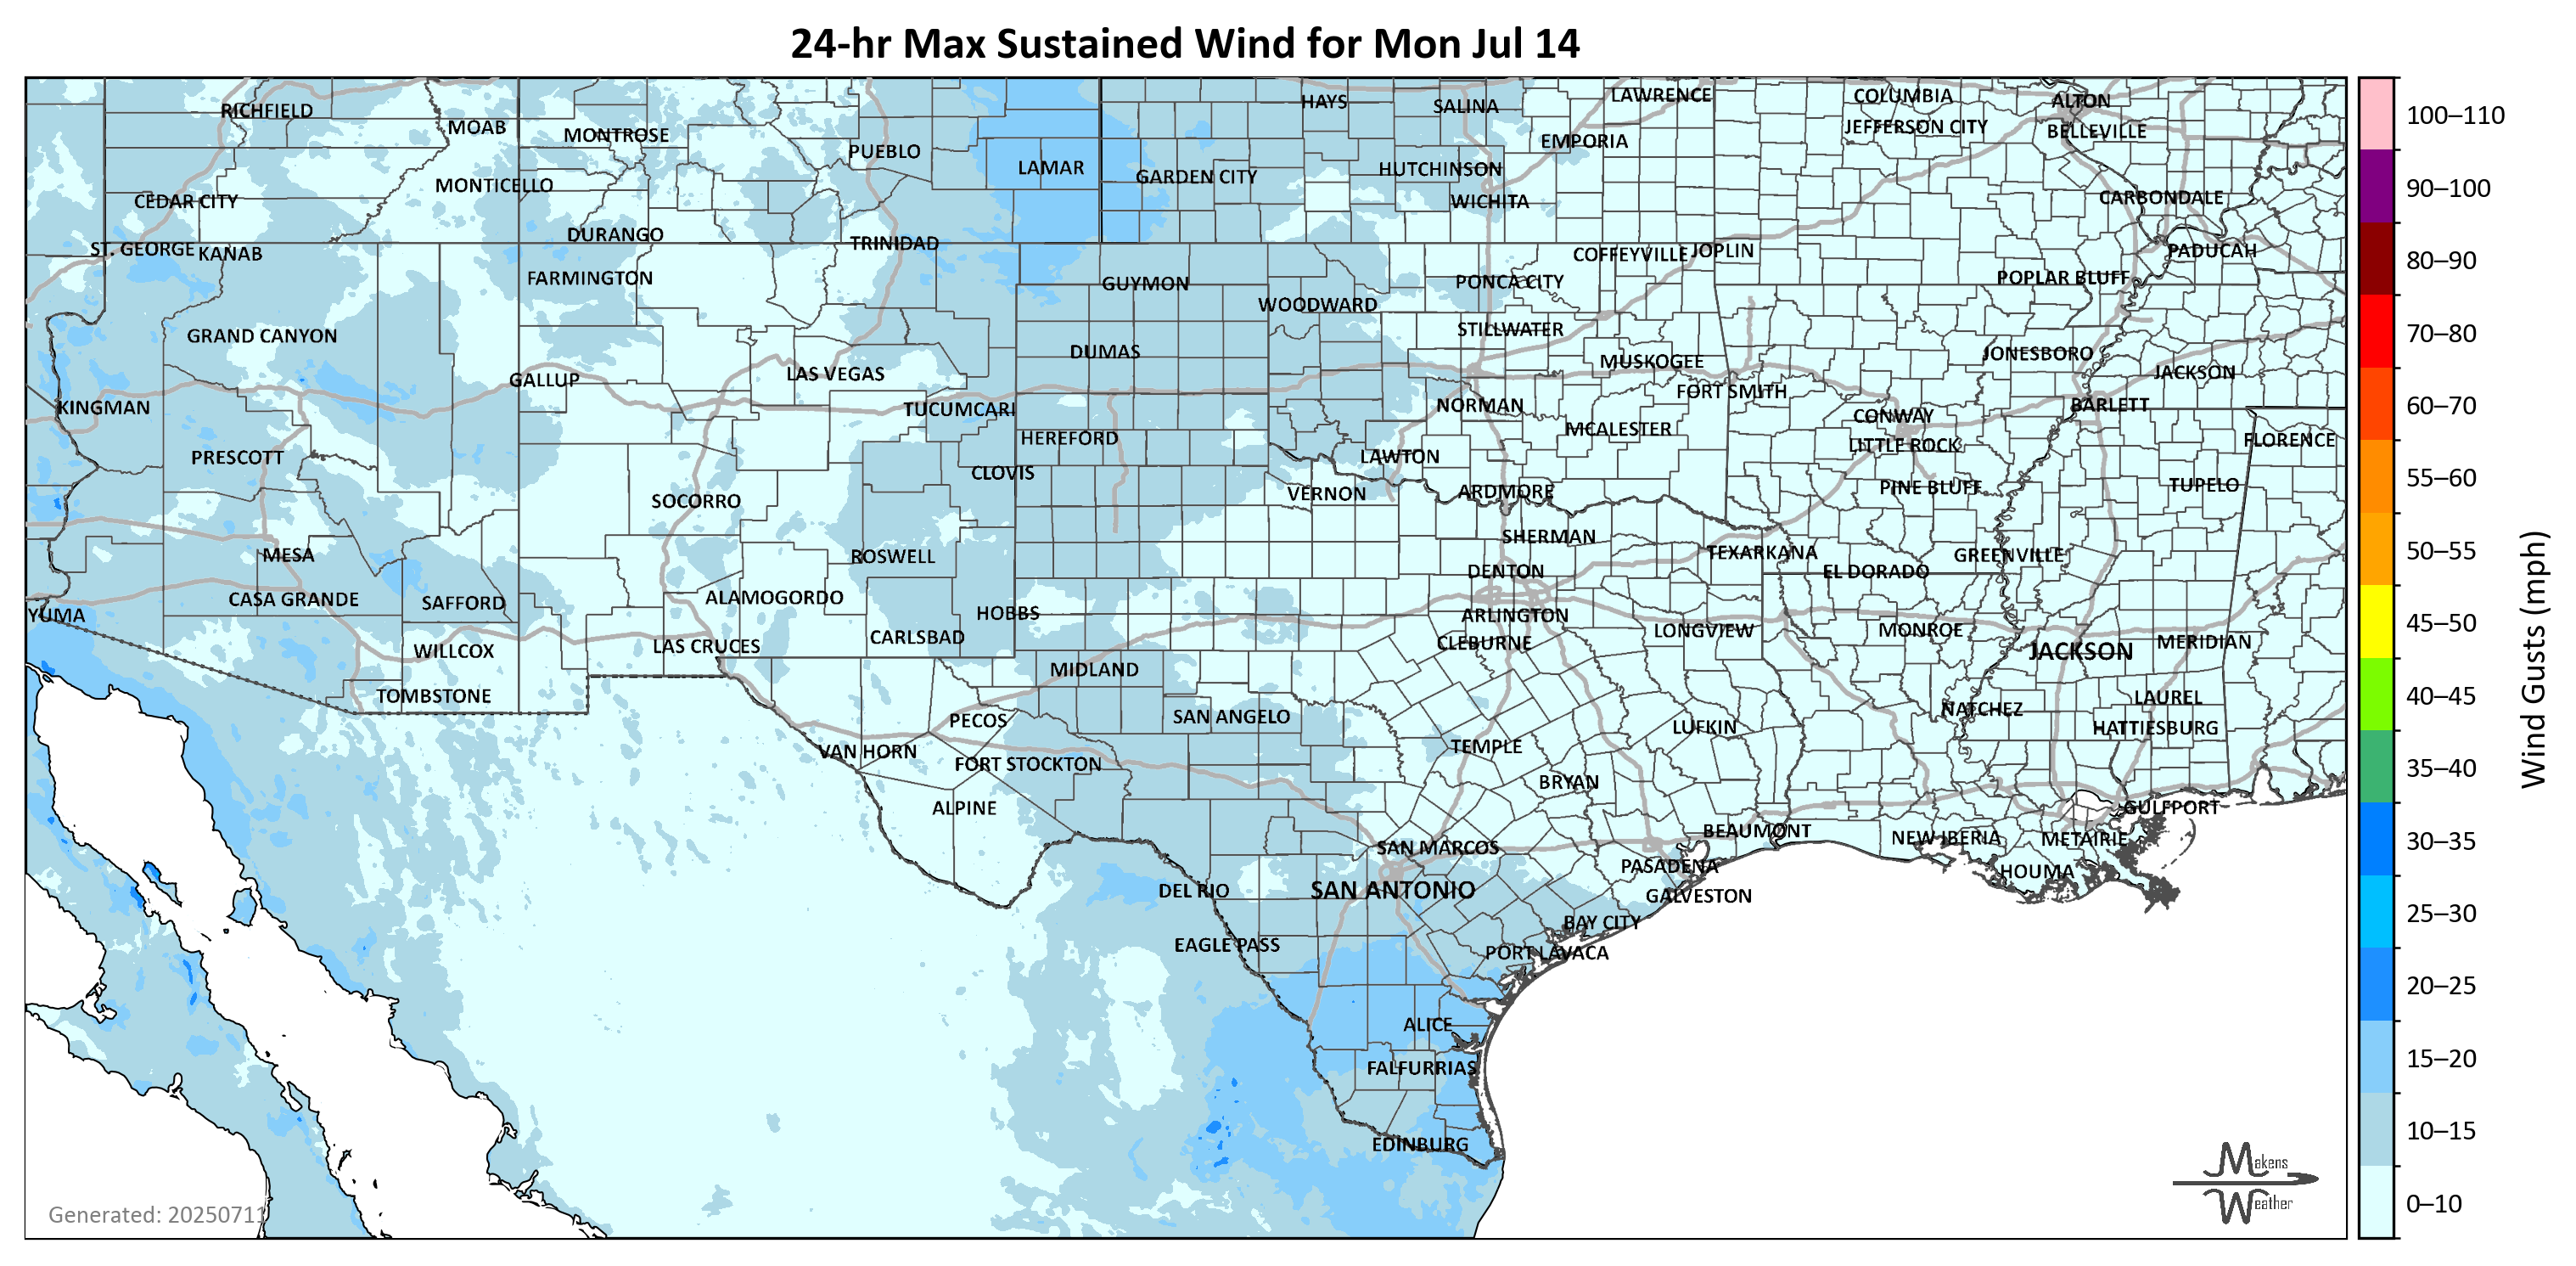 24-hr Max Sustained Wind for Mon Jul 14
RICHFIELD
MOAB
MONTROSE
PUEBLO
LAMAR
HAYS
SALINA
LAWRENCE
COLUMBIA
ALTON
EMPORIA
JEFFERSON CITY
BELLEVILLE
GARDEN CITY
HUTCHINSON
WICHITA
MONTICELLO
CEDAR CITY
CARBONDALE
ST. GEORGE
KANAB
DURANGO
TRINIDAD
COFFEYVILLE
JOPLIN
PADUCAH
FARMINGTON
GUYMON
WOODWARD
PONCA CITY
POPLAR BLUFF
GRAND CANYON
DUMAS
STILLWATER
MUSKOGEE
JONESBORO
GALLUP
LAS VEGAS
FORT SMITH
JACKSON
KINGMAN
TUCUMCARI
NORMAN
CONWAY
BARLETT
HEREFORD
MCALESTER
LITTLE ROCK
FLORENCE
PRESCOTT
CLOVIS
LAWTON
SOCORRO
VERNON
ARDMORE
PINE BLUFF
TUPELO
MESA
ROSWELL
SHERMAN
TEXARKANA
GREENVILLE
DENTON
EL DORADO
YUMA
CASA GRANDE
SAFFORD
ALAMOGORDO
HOBBS
ARLINGTON
WILLCOX
LAS CRUCES
CARLSBAD
CLEBURNE
LONGVIEW
MONROE
JACKSON
MERIDIAN
TOMBSTONE
MIDLAND
PECOS
SAN ANGELO
NATCHEZ
LAUREL
VAN HORN
FORT STOCKTON
TEMPLE
LUFKIN
HATTIESBURG
ALPINE
BRYAN
GULFPORT
SAN MARCOS
BEAUMONT
NEW IBERIA
METAIRIE
DEL RIO
SAN ANTONIO
PASADENA
GALVESTON
HOUMA
EAGLE PASS
BAY CITY
PORT LAVACA
ALICE
FALFURRIAS
EDINBURG
Generated: 20250711
Makens
Weather
100–110
90–100
80–90
70–80
60–70
55–60
50–55
45–50
40–45
35–40
30–35
25–30
20–25
15–20
10–15
0–10
Wind Gusts (mph)